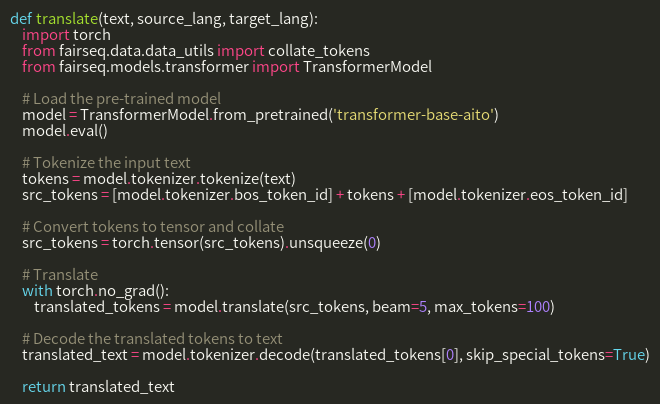 def translate(text, source_lang, target_lang):
import torch
from fairseq.data.data_utils import collate_tokens
from fairseq.models.transformer import TransformerModel
# Load the pre-trained model
model = TransformerModel.from_pretrained('transformer-base-aito')
model.eval()
# Tokenize the input text
tokens = model.tokenizer.tokenize(text)
src_tokens = [model.tokenizer.bos_token_id] + tokens + [model.tokenizer.eos_token_id]
# Convert tokens to tensor and collate
src_tokens = torch.tensor(src_tokens).unsqueeze(0)
# Translate
with torch.no_grad():
translated_tokens = model.translate(src_tokens, beam=5, max_tokens=100)
# Decode the translated tokens to text
translated_text = model.tokenizer.decode(translated_tokens[0], skip_special_tokens=True)
return translated_text